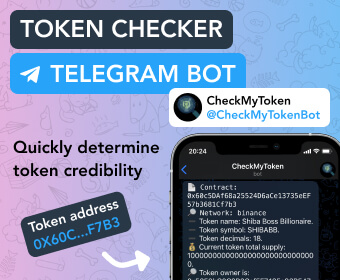 TOKEN CHECKER
TELEGRAM BOT
CheckMyToken
@CheckMyTokenBot
Quickly determine
token credibility
Token address
0X60C...F7B3
20:24
CheckMyToken
bot
Contract:
0x60c5DAf68a25524D6aCe13735eEF
57b3681Cf7b3
Network: binance
Token name: Shiba Boss Billionaire.
Token symbol: SHIBABB.
Token decimals: 18.
Current token total supply:
Token owner is: